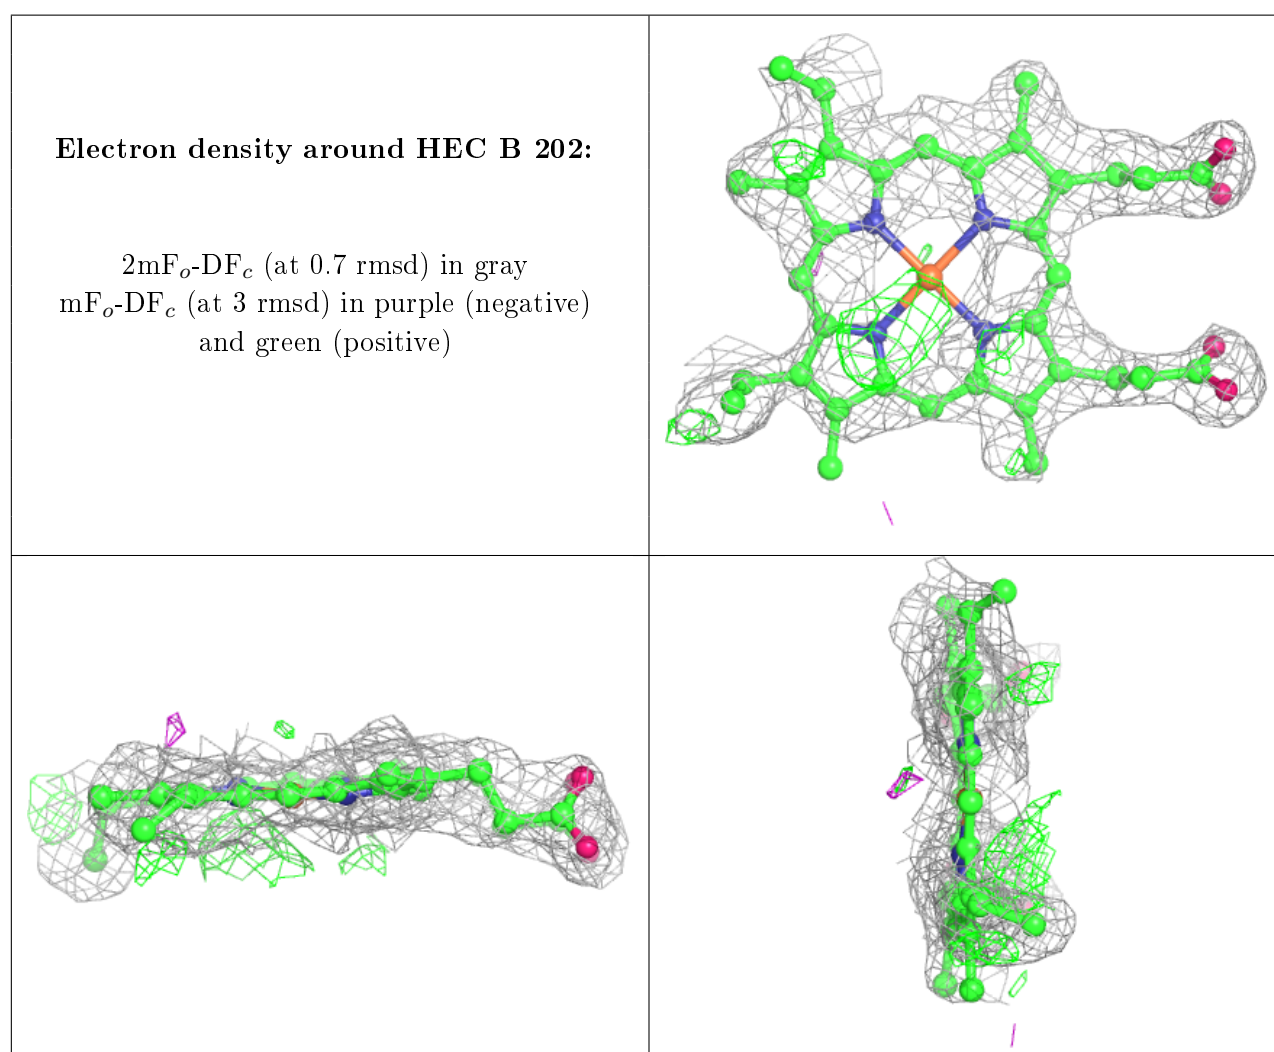 Electron density around HEC B 202:
2mFₒ-DF𝒸 (at 0.7 rmsd) in gray
mFₒ-DF𝒸 (at 3 rmsd) in purple (negative)
and green (positive)